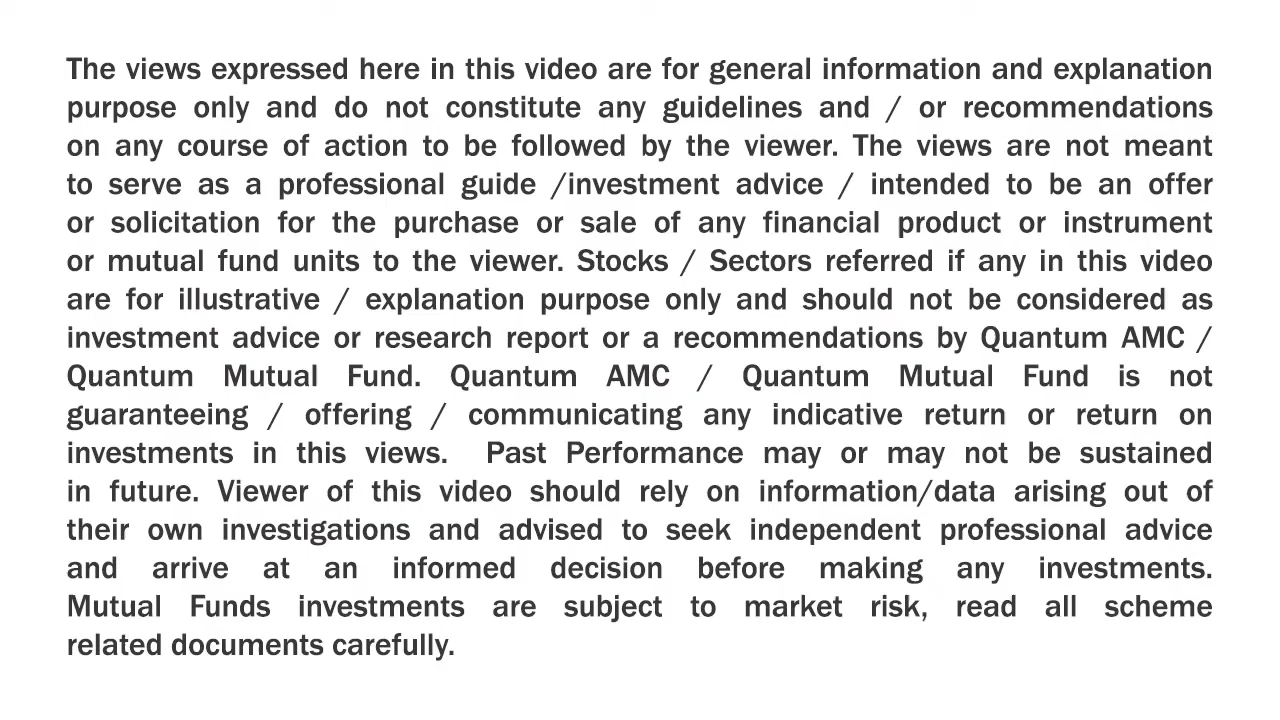 The views expressed here in this video are for general information and explanation
purpose only and do not constitute any guidelines and / or recommendations
on any course of action to be followed by the viewer. The views are not meant
to serve as a professional guide /investment advice / intended to be an offer
or solicitation for the purchase or sale of any financial product or instrument
or mutual fund units to the viewer. Stocks / Sectors referred if any in this video
are for illustrative / explanation purpose only and should not be considered as
investment advice or research report or a recommendations by Quantum AMC /
Quantum Mutual Fund. Quantum AMC / Quantum Mutual Fund is not
guaranteeing / offering / communicating any indicative return or return on
investments in this views.  Past Performance may or may not be sustained
in future. Viewer of this video should rely on information/data arising out of
their own investigations and advised to seek independent professional advice
and arrive at an informed decision before making any investments.
Mutual Funds investments are subject to market risk, read all scheme
related documents carefully.